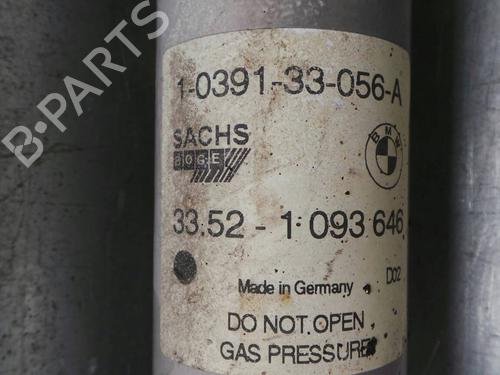 B-PARTS
1-0391-33-056-A
SACHS
BOGE
BMW
33.52 - 1 093 646
Made in Germany D02
DO NOT OPEN
GAS PRESSURE